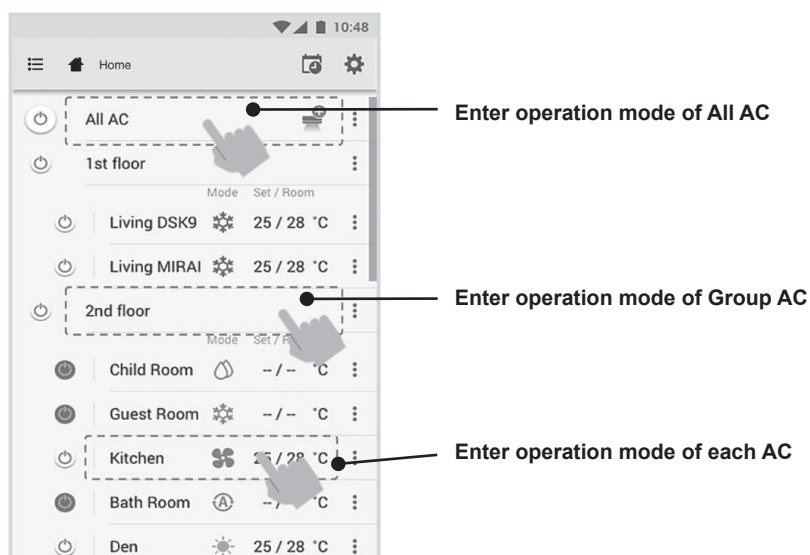 10:48
Home
All AC
Enter operation mode of All AC
1st floor
Mode Set / Room
Living DSK9 25 / 28 °C
Living MIRAI 25 / 28 °C
2nd floor
Enter operation mode of Group AC
Mode Set /
Child Room -- / -- °C
Guest Room -- / -- °C
Kitchen 25 / 28 °C
Enter operation mode of each AC
Bath Room A -- / °C
Den 25 / 28 °C